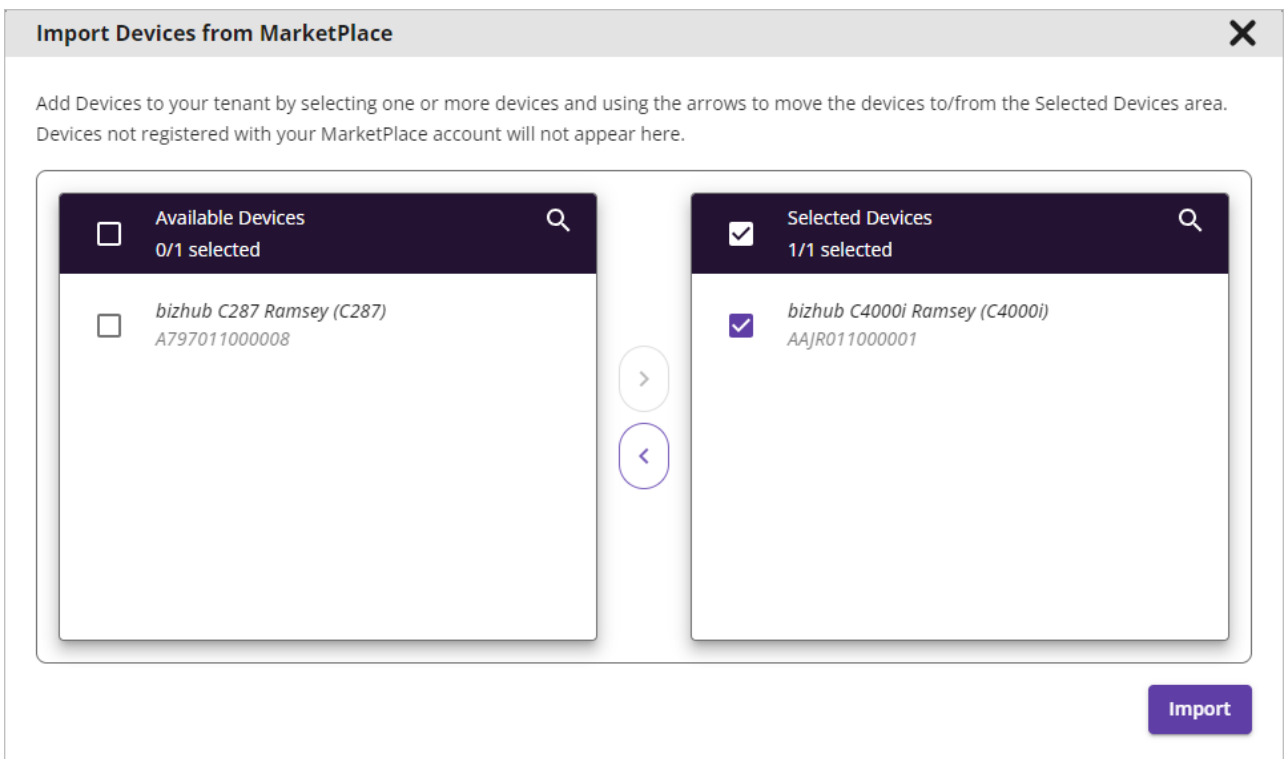 Import Devices from MarketPlace
Add Devices to your tenant by selecting one or more devices and using the arrows to move the devices to/from the Selected Devices area.
Devices not registered with your MarketPlace account will not appear here.
Available Devices
0/1 selected
bizhub C287 Ramsey (C287)
A797011000008
Selected Devices
1/1 selected
bizhub C4000i Ramsey (C4000i)
AAJR011000001
Import